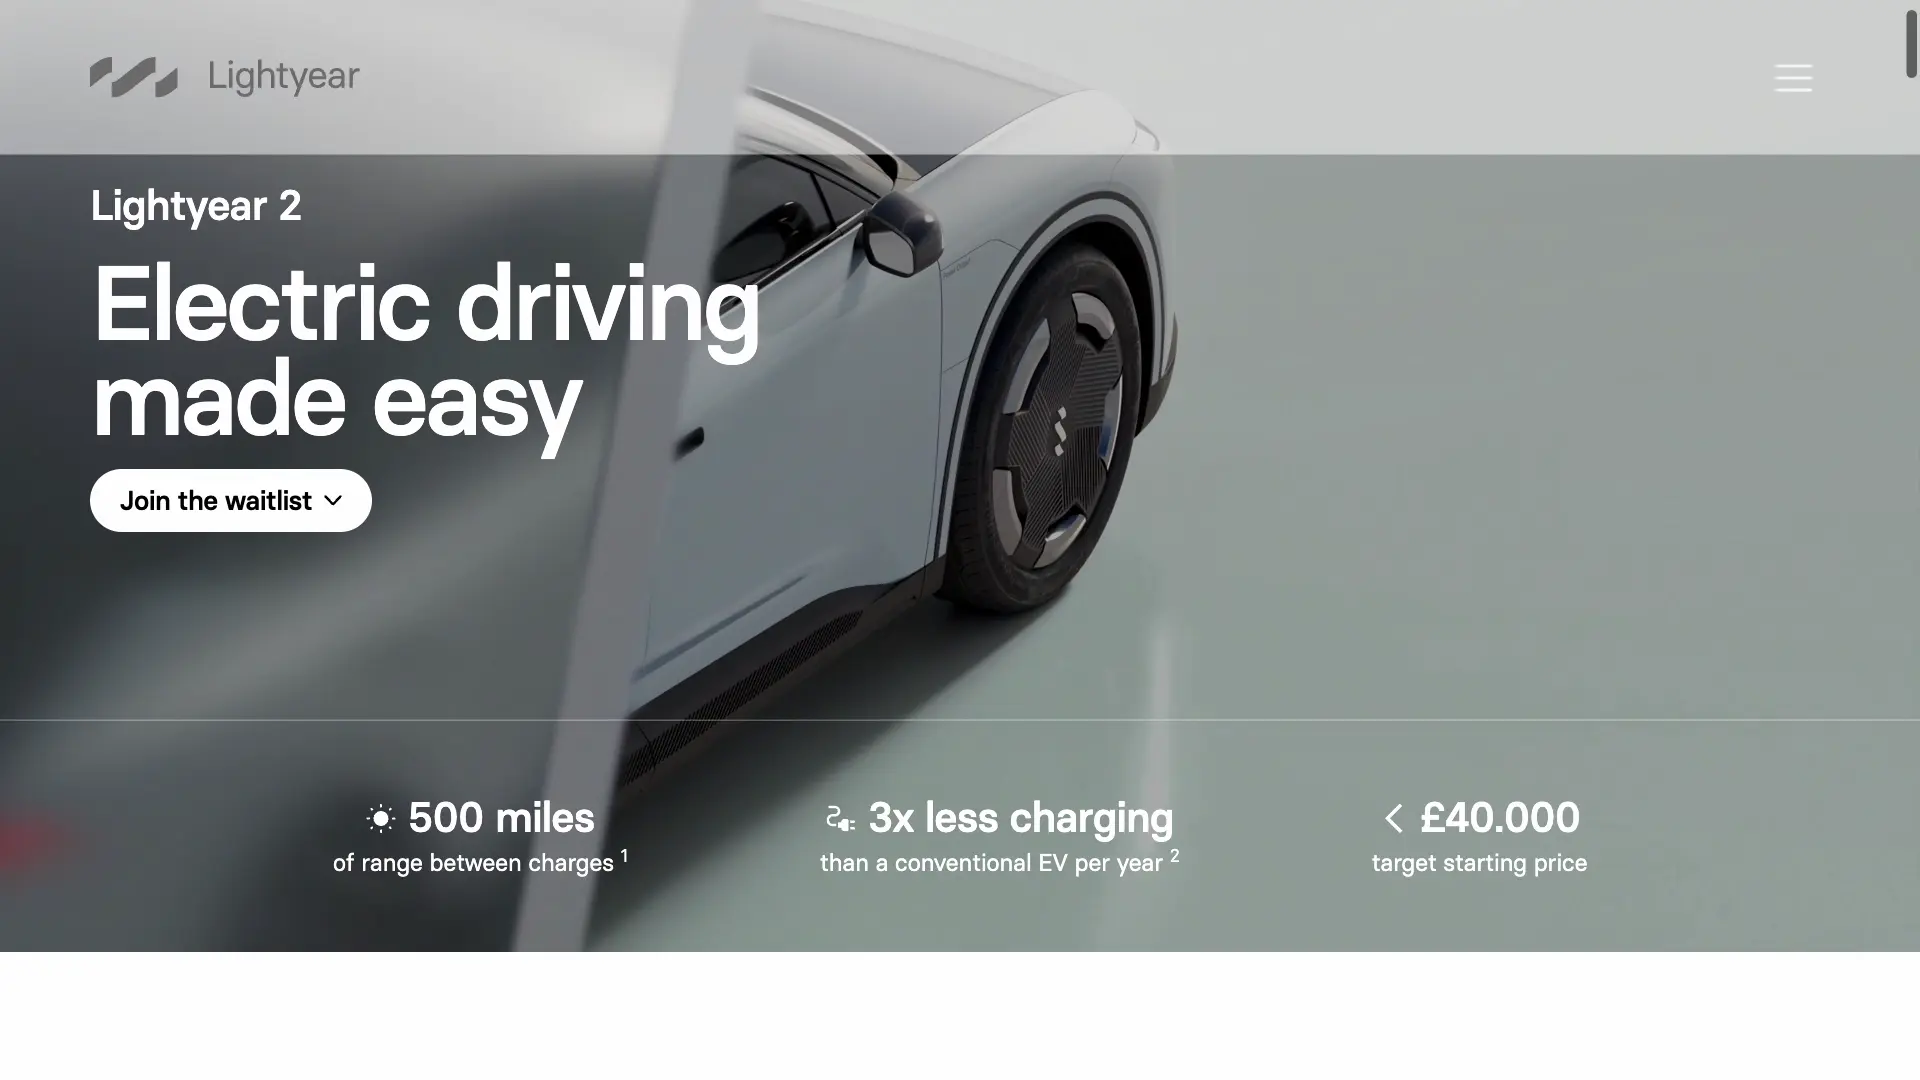 Lightyear
Lightyear 2
Electric driving
made easy
Join the waitlist
500 miles
of range between charges 1
3x less charging
than a conventional EV per year 2
< £40.000
target starting price